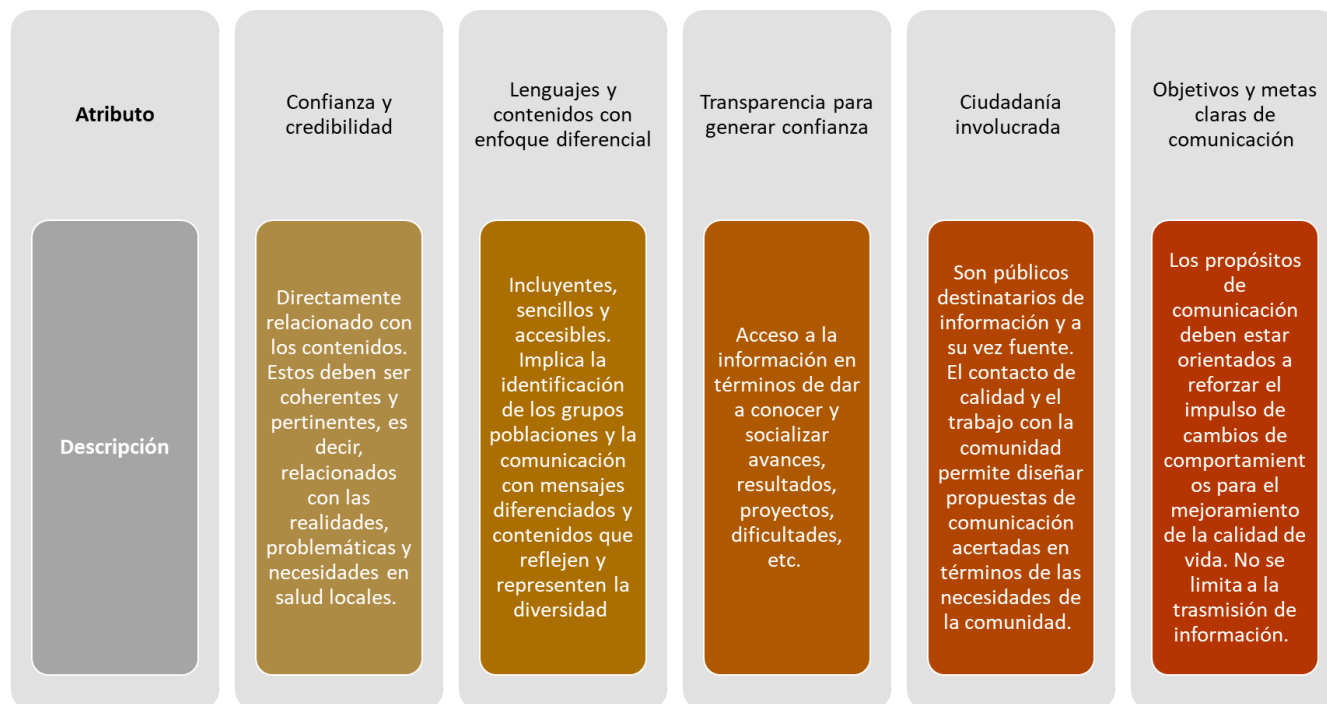 Atributo
Descripción
Confianza y
credibilidad
Directamente
relacionado con
los contenidos.
Estos deben ser
coherentes y
pertinentes, es
decir,
relacionados
con las
realidades,
problemáticas y
necesidades en
salud locales.
Lenguajes y
contenidos con
enfoque diferencial
Incluyentes,
sencillos y
accesibles.
Implica la
identificación
de los grupos
poblaciones y la
comunicación
con mensajes
diferenciados y
contenidos que
reflejen y
representen la
diversidad
Transparencia para
generar confianza
Acceso a la
información en
términos de dar
a conocer y
socializar
avances,
resultados,
proyectos,
dificultades,
etc.
Ciudadanía
involucrada
Son públicos
destinatarios de
información y a
su vez fuente.
El contacto de
calidad y el
trabajo con la
comunidad
permite diseñar
propuestas de
comunicación
acertadas en
términos de las
necesidades de
la comunidad.
Objetivos y metas
claras de
comunicación
Los propósitos
de
comunicación
deben estar
orientados a
reforzar el
impulso de
cambios de
comportamient
os para el
mejoramiento
de la calidad de
vida. No se
limita a la
trasmisión de
información.